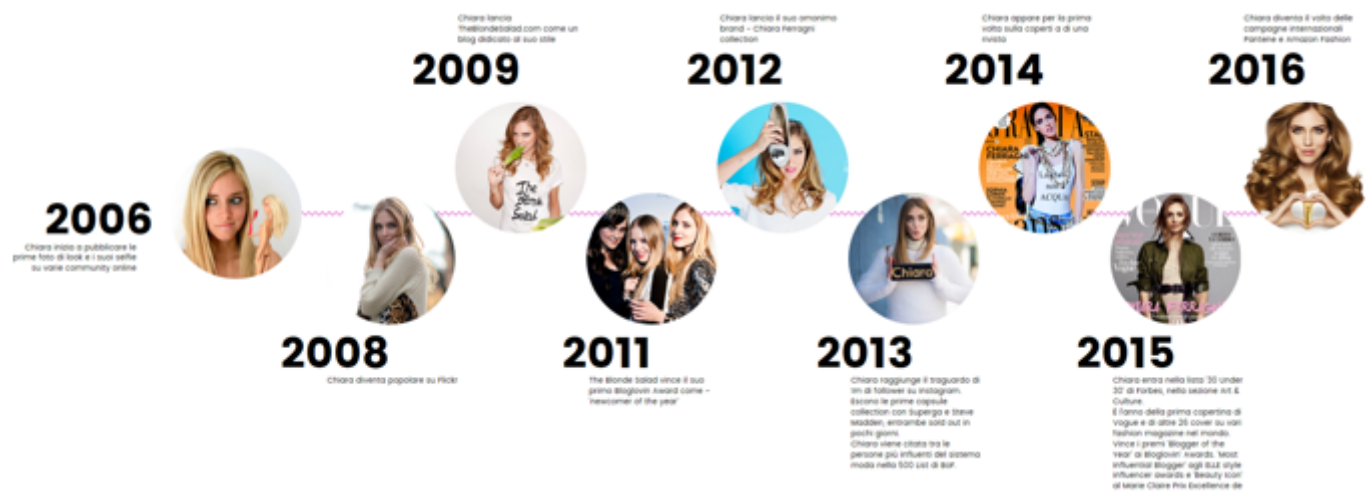 2006
Chiara inizia a pubblicare le
prime foto di look e i suoi selfie
su varie community online
2008
Chiara diventa popolare su Flickr
Chiara lancia
TheBlondeSalad.com come un
blog didicato al suo stile
2009
The
Blonde
Salad
2011
The Blonde Salad vince il suo
primo Bloglovin Award come –
'newcomer of the year'
Chiara lancia il suo omonimo
brand – Chiara Ferragni
collection
2012
Chiara
2013
Chiara raggiunge il traguardo di
1m di follower su Instagram.
Escono le prime capsule
collection con Superga e Steve
Madden, entrambe sold out in
pochi giorni.
Chiara viene citata tra le
persone più influenti del sistema
moda nella 500 List di BoF.
Chiara appare per la prima
volta sulla coperti a di una
rivista
2014
CHIARA
FERRAGNI
2015
Chiara entra nella lista '30 under
30' di Forbes, nella sezione Art &
Culture.
È l'anno della prima copertina di
Vogue e di altre 26 cover su vari
fashion magazine nel mondo.
Vince i premi 'Blogger of the
Year' ai Bloglovin' Awards, 'Most
Influential Blogger' agli ELLE style
influencer awards e 'Beauty Icon'
al Marie Claire Prix Excellence de
Chiara diventa il volto delle
campagne internazionali
Pantene e Amazon Fashion
2016